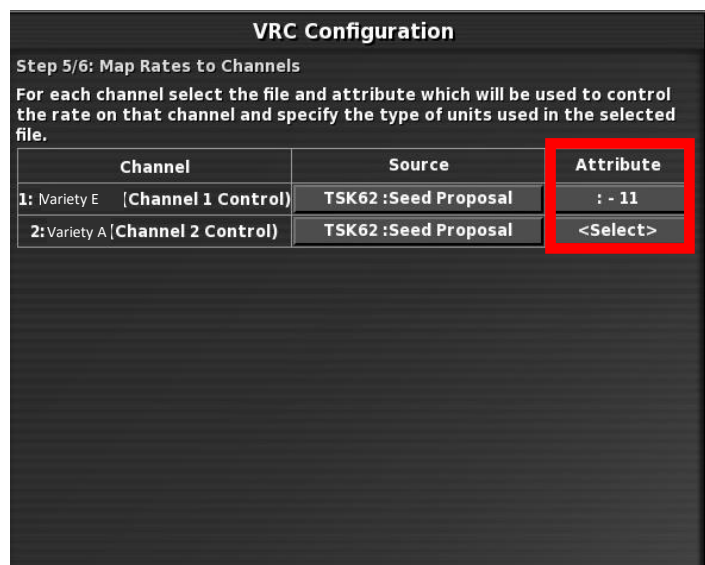 VRC Configuration
Step 5/6: Map Rates to Channels
For each channel select the file and attribute which will be used to control
the rate on that channel and specify the type of units used in the selected
file.
Channel Source Attribute
1: Variety E [Channel 1 Control) TSK62 :Seed Proposal : - 11
2: Variety A [Channel 2 Control) TSK62 :Seed Proposal <Select>